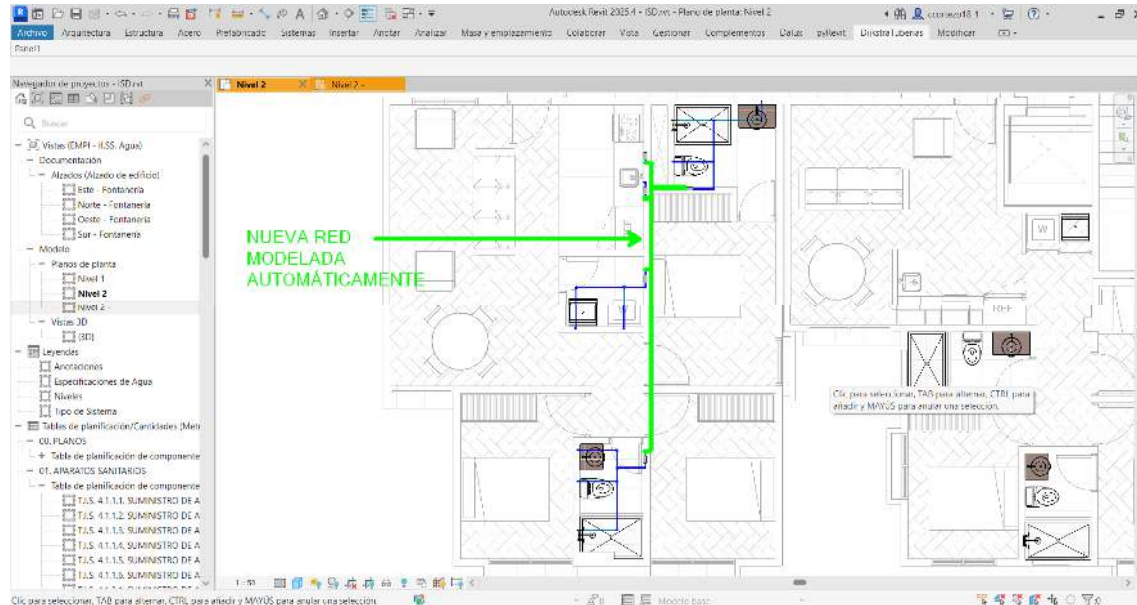 Autodesk Revit 2025.4 - ISD.rvt - Plano de planta: Nivel 2
Archivo Arquitectura Estructura Acero Prefabricado Sistemas Insertar Anotar Analizar Masa y emplazamiento Colaborar Vista Gestionar Complementos Datux pyRevit DijkstraTuberias Modificar
Panel1
Navegador de proyectos - ISD.rvt
Nivel 2
Nivel 2 -
Buscar
Vistas (EMPI - II.SS. Agua)
Documentación
Alzados (Alzado de edificio)
Este - Fontanería
Norte - Fontanería
Oeste - Fontanería
Sur - Fontanería
Modelo
Planos de planta
Nivel 1
Nivel 2
Nivel 2 -
Vistas 3D
{3D}
Leyendas
Anotaciones
Especificaciones de Agua
Niveles
Tipo de Sistema
Tablas de planificación/Cantidades (Met
00. PLANOS
Tabla de planificación de componente
01. APARATOS SANITARIOS
Tabla de planificación de componente
T.I.S. 4.1.1.1. SUMINISTRO DE A
T.I.S. 4.1.1.2. SUMINISTRO DE A
T.I.S. 4.1.1.3. SUMINISTRO DE A
T.I.S. 4.1.1.4. SUMINISTRO DE A
T.I.S. 4.1.1.5. SUMINISTRO DE A
T.I.S. 4.1.1.6. SUMINISTRO DE A
NUEVA RED
MODELADA
AUTOMÁTICAMENTE
W
W
REF
Clic para seleccionar, TAB para alternar, CTRL para
añadir y MAYÚS para anular una selección.
1 : 50
Clic para seleccionar, TAB para alternar, CTRL para añadir y MAYÚS para anular una selección.
Modelo base